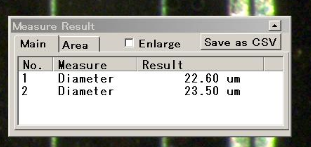 Measure Result
Main Area Enlarge Save as CSV
No. Measure Result
1 Diameter 22.60 um
2 Diameter 23.50 um